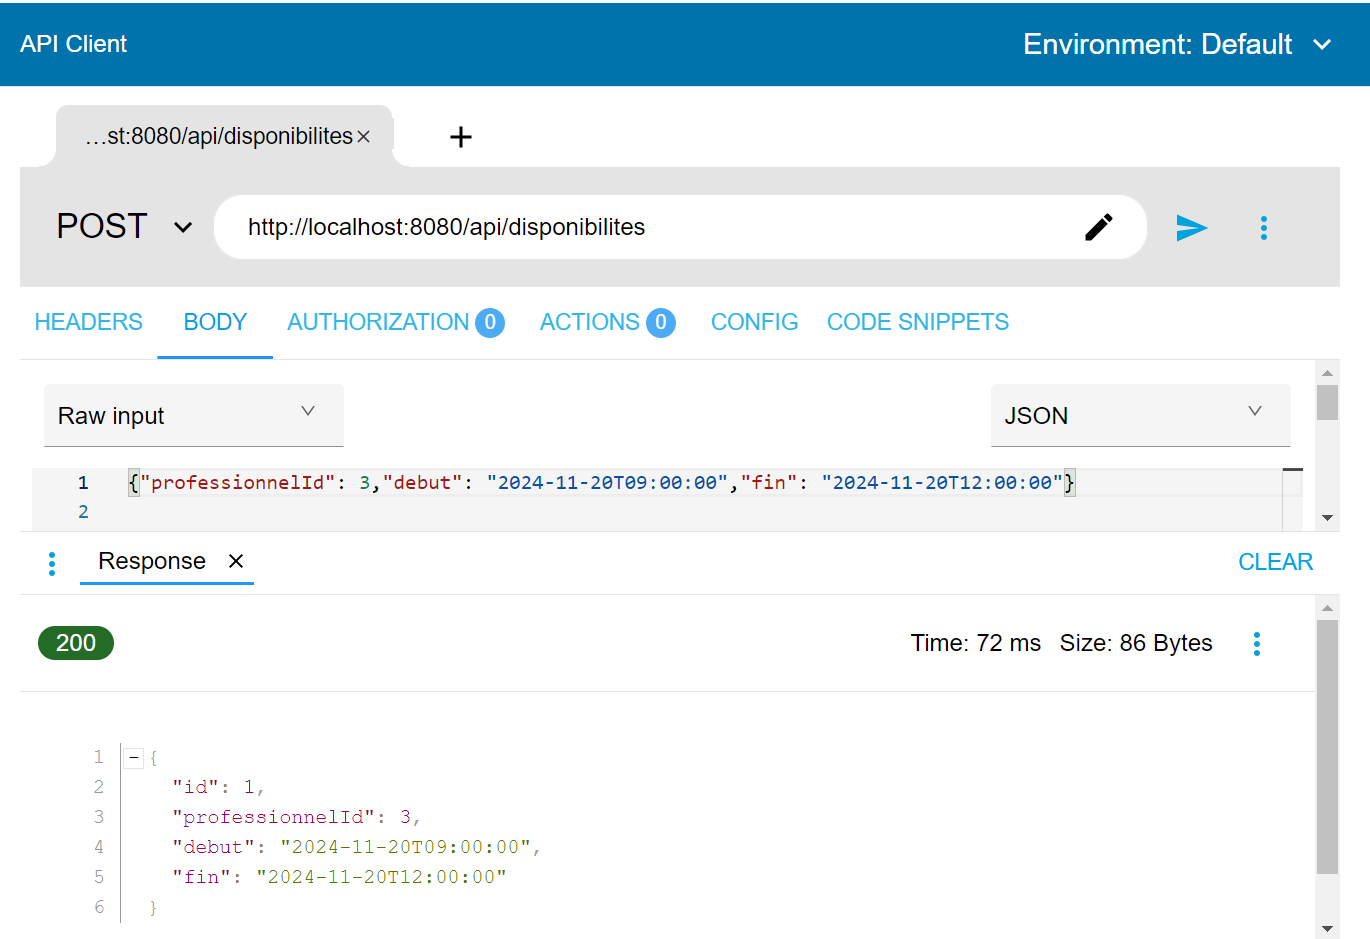 API Client
Environment: Default
...st:8080/api/disponibilites ×
+
POST
http://localhost:8080/api/disponibilites
HEADERS BODY AUTHORIZATION 0 ACTIONS 0 CONFIG CODE SNIPPETS
Raw input JSON
1 {"professionnelId": 3,"debut": "2024-11-20T09:00:00","fin": "2024-11-20T12:00:00"}
2
Response × CLEAR
200 Time: 72 ms Size: 86 Bytes
1 {
2 "id": 1,
3 "professionnelId": 3,
4 "debut": "2024-11-20T09:00:00",
5 "fin": "2024-11-20T12:00:00"
6 }